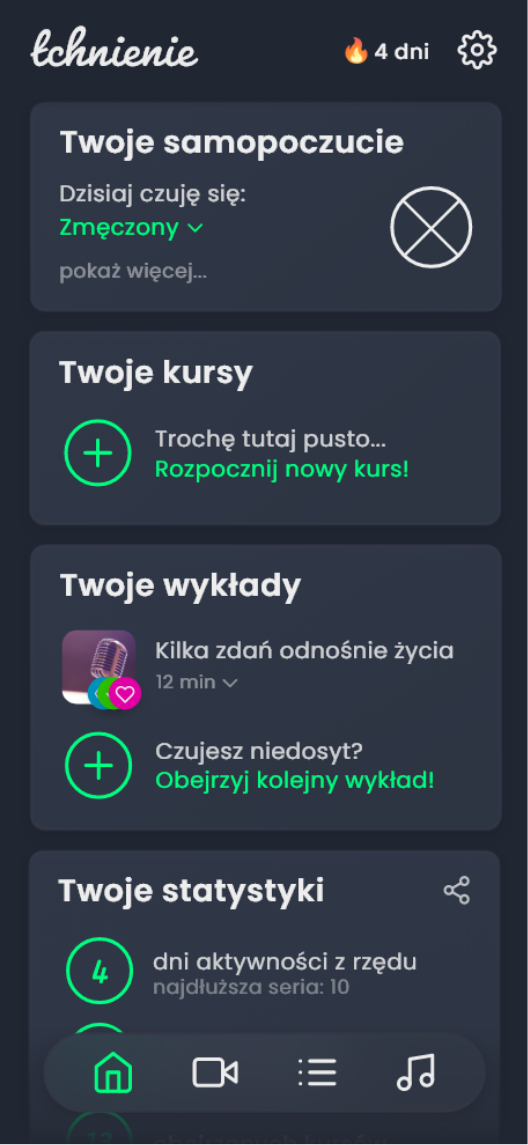 tchnienie
4 dni
Twoje samopoczucie
Dzisiaj czuję się:
Zmęczony
pokaż więcej...
Twoje kursy
Trochę tutaj pusto...
Rozpocznij nowy kurs!
Twoje wykłady
Kilka zdań odnośnie życia
12 min
Czujesz niedosyt?
Obejrzyj kolejny wykład!
Twoje statystyki
4
dni aktywności z rzędu
najdłuższa seria: 10